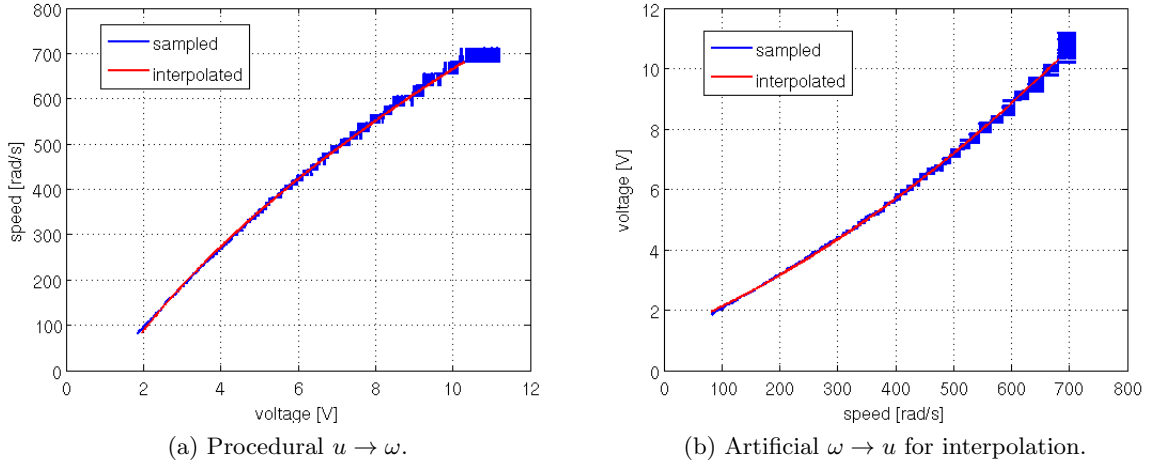 800
700
600
500
400
300
200
100
0
speed [rad/s]
sampled
interpolated
0 2 4 6 8 10 12
voltage [V]
(a) Procedural u → ω.
12
10
8
6
4
2
0
voltage [V]
sampled
interpolated
0 100 200 300 400 500 600 700 800
speed [rad/s]
(b) Artificial ω → u for interpolation.